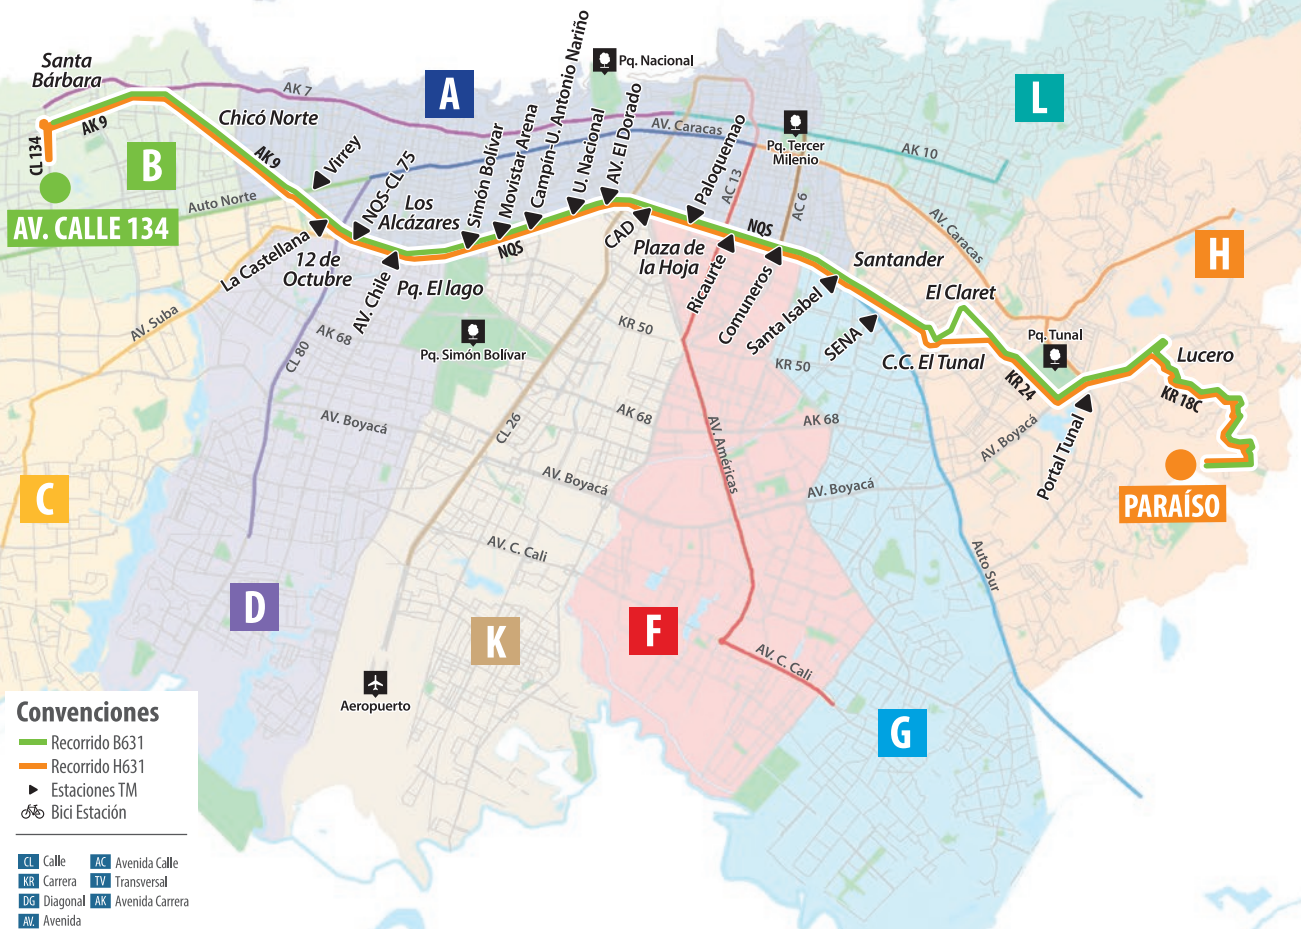 Santa
Bárbara
AK 7
A
Pq. Nacional
L
AK 9
CL 134
B
Chicó Norte
AK 9
Virrey
NQS-CL 75
Los
Alcázares
Simón Bolívar
Movistar Arena
Campín-U. Antonio Nariño
U. Nacional
AV. El Dorado
AV. Caracas
Paloquemao
Pq. Tercer
Milenio
AK 10
AC 13
AC 6
AV. Caracas
H
AV. CALLE 134
Auto Norte
La Castellana
12 de
Octubre
AV. Chile
Pq. El lago
NQS
CAD
Plaza de
la Hoja
NQS
Ricaurte
Comuneros
Santa Isabel
SENA
Santander
El Claret
C.C. El Tunal
Pq. Tunal
Lucero
KR 24
KR 18C
Portal Tunal
PARAÍSO
AV. Suba
CL 80
AK 68
Pq. Simón Bolívar
KR 50
KR 50
AV. Boyacá
CL 26
AK 68
AK 68
AV. Américas
AV. Boyacá
AV. Boyacá
AV. Boyacá
C
AV. C. Cali
Auto Sur
D
K
F
AV. C. Cali
G
Aeropuerto
Convenciones
Recorrido B631
Recorrido H631
Estaciones TM
Bici Estación
CL Calle
AC Avenida Calle
KR Carrera
TV Transversal
DG Diagonal
AK Avenida Carrera
AV. Avenida